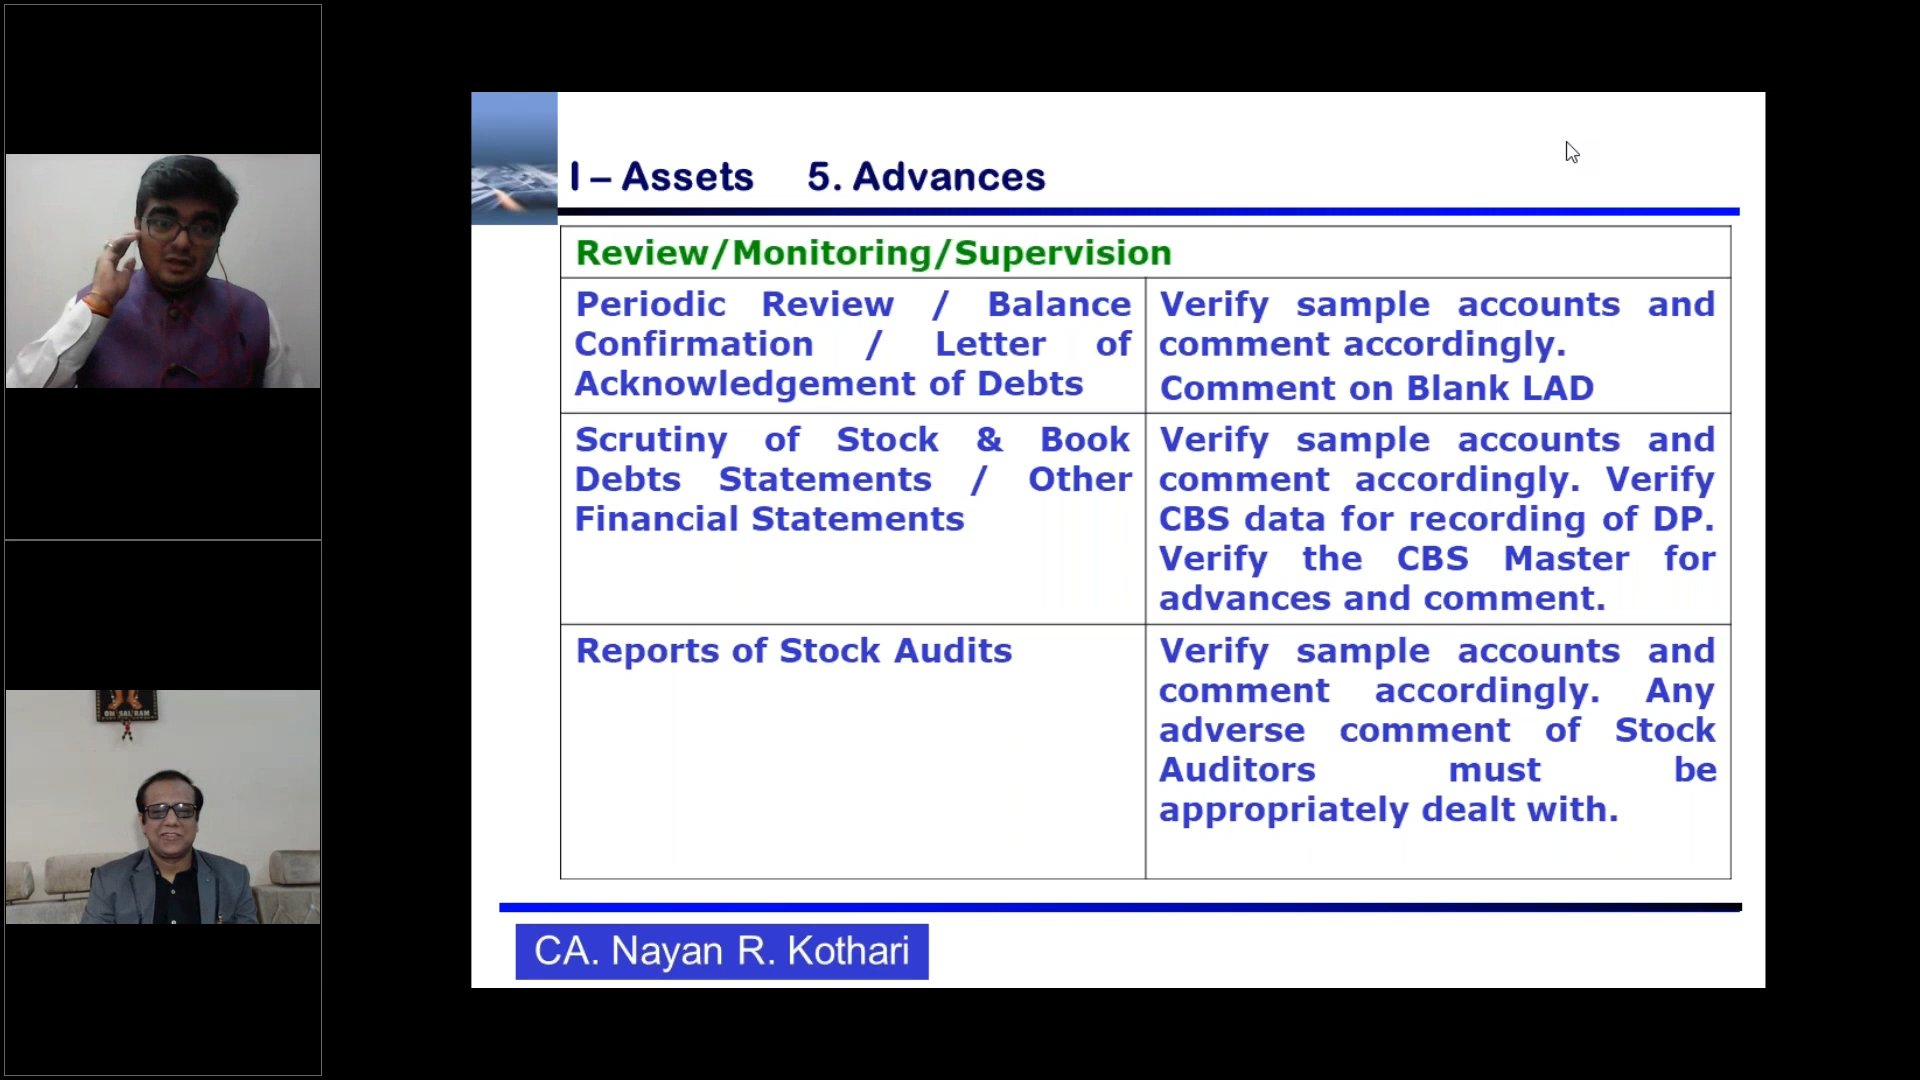 OM SAI RAM
I – Assets 5. Advances
Review/Monitoring/Supervision
Periodic Review / Balance
Confirmation / Letter of
Acknowledgement of Debts
Verify sample accounts and
comment accordingly.
Comment on Blank LAD
Scrutiny of Stock & Book
Debts Statements / Other
Financial Statements
Verify sample accounts and
comment accordingly. Verify
CBS data for recording of DP.
Verify the CBS Master for
advances and comment.
Reports of Stock Audits
Verify sample accounts and
comment accordingly. Any
adverse comment of Stock
Auditors must be
appropriately dealt with.
CA. Nayan R. Kothari